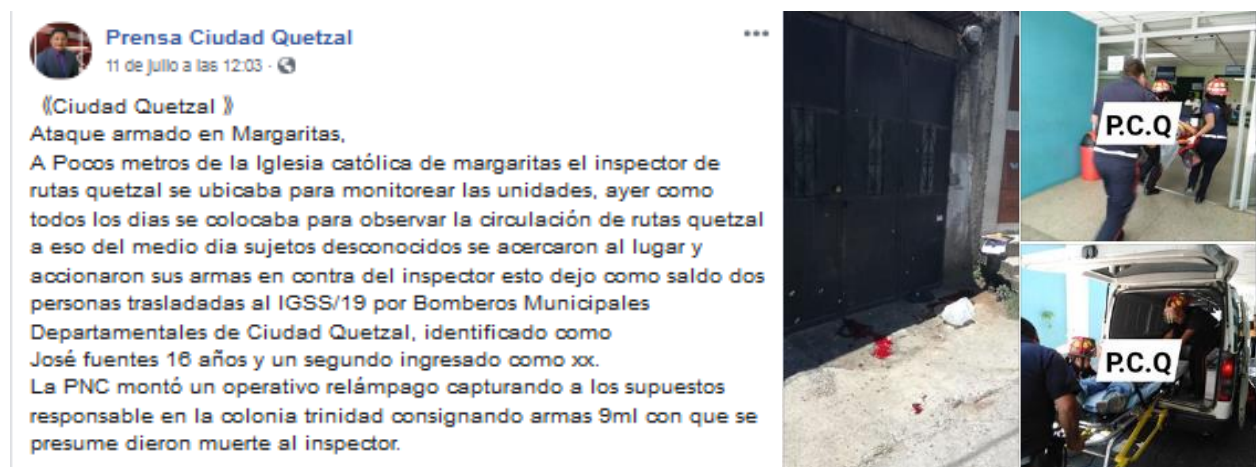 Prensa Ciudad Quetzal
11 de julio a las 12:03 ·
《Ciudad Quetzal 》
Ataque armado en Margaritas,
A Pocos metros de la Iglesia católica de margaritas el inspector de
rutas quetzal se ubicaba para monitorear las unidades, ayer como
todos los dias se colocaba para observar la circulación de rutas quetzal
a eso del medio dia sujetos desconocidos se acercaron al lugar y
accionaron sus armas en contra del inspector esto dejo como saldo dos
personas trasladadas al IGSS/19 por Bomberos Municipales
Departamentales de Ciudad Quetzal, identificado como
José fuentes 16 años y un segundo ingresado como xx.
La PNC montó un operativo relámpago capturando a los supuestos
responsable en la colonia trinidad consignando armas 9ml con que se
presume dieron muerte al inspector.
P.C.Q
P.C.Q